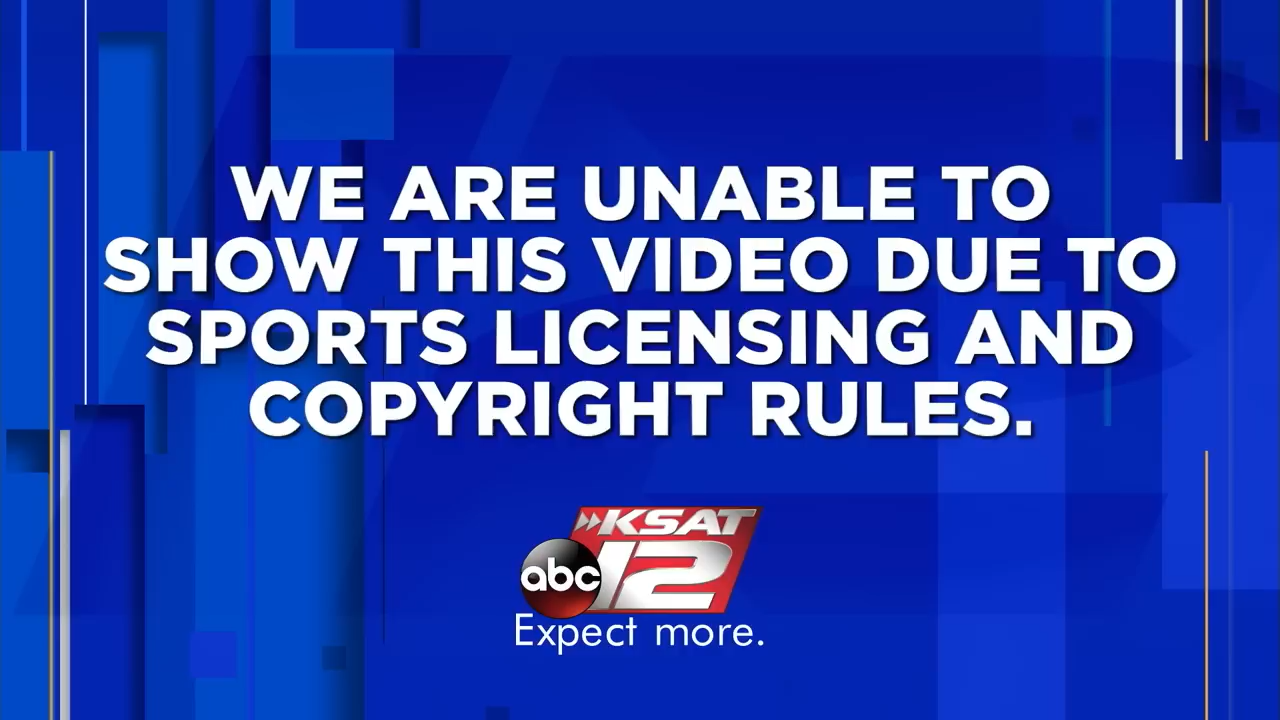 WE ARE UNABLE TO
SHOW THIS VIDEO DUE TO
SPORTS LICENSING AND
COPYRIGHT RULES.
KSAT
abc 12
Expect more.